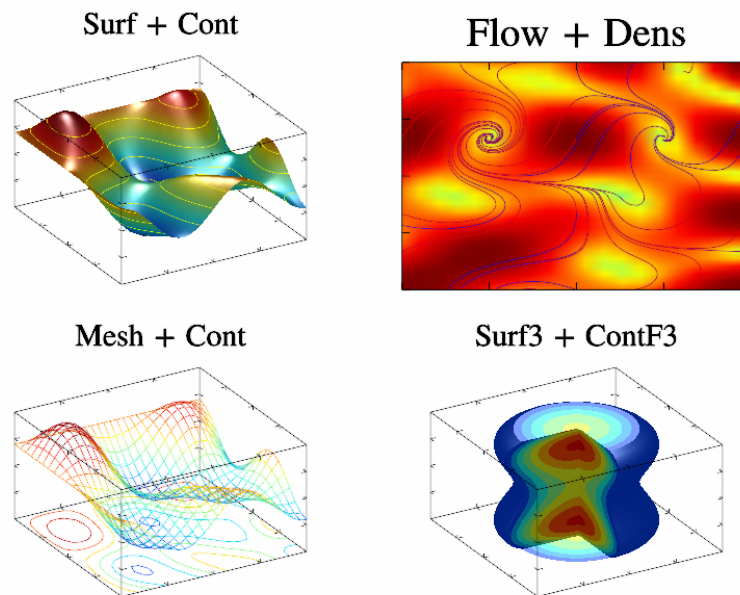 Surf + Cont
Flow + Dens
Mesh + Cont
Surf3 + ContF3